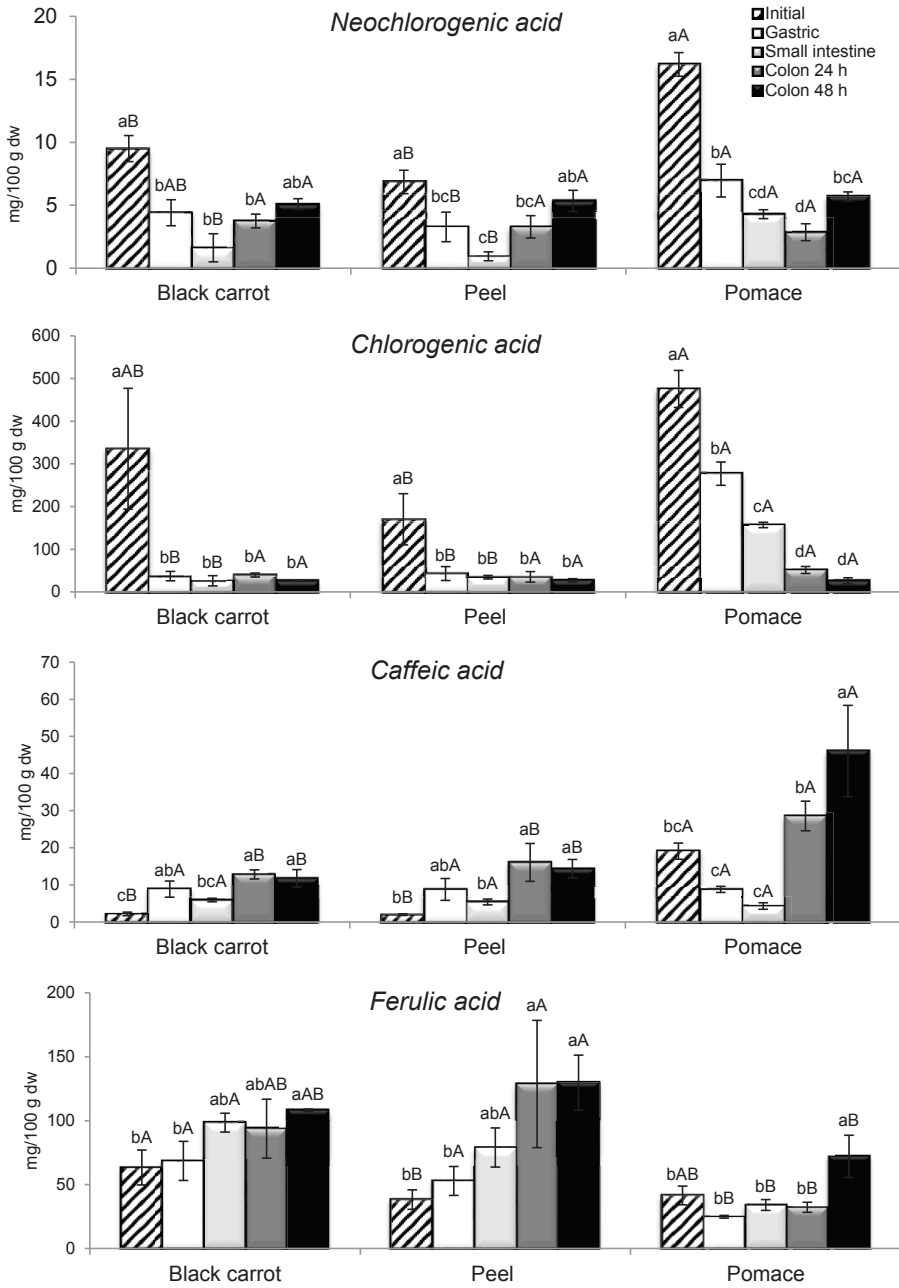 Neochlorogenic acid
Initial
Gastric
Small intestine
Colon 24 h
Colon 48 h
mg/100 g dw
20
15
10
5
0
aB
bAB
bB
bA
abA
aB
bcB
cB
bcA
abA
aA
bA
cdA
dA
bcA
Black carrot
Peel
Pomace
Chlorogenic acid
mg/100 g dw
600
500
400
300
200
100
0
aAB
bB
bB
bA
bA
aB
bB
bB
bA
bA
aA
bA
cA
dA
dA
Black carrot
Peel
Pomace
Caffeic acid
mg/100 g dw
70
60
50
40
30
20
10
0
cB
abA
bcA
aB
aB
bB
abA
bA
aB
aB
bcA
cA
cA
bA
aA
Black carrot
Peel
Pomace
Ferulic acid
mg/100 g dw
200
150
100
50
0
bA
bA
abA
abAB
aAB
bB
bA
abA
aA
aA
bAB
bB
bB
bB
aB
Black carrot
Peel
Pomace